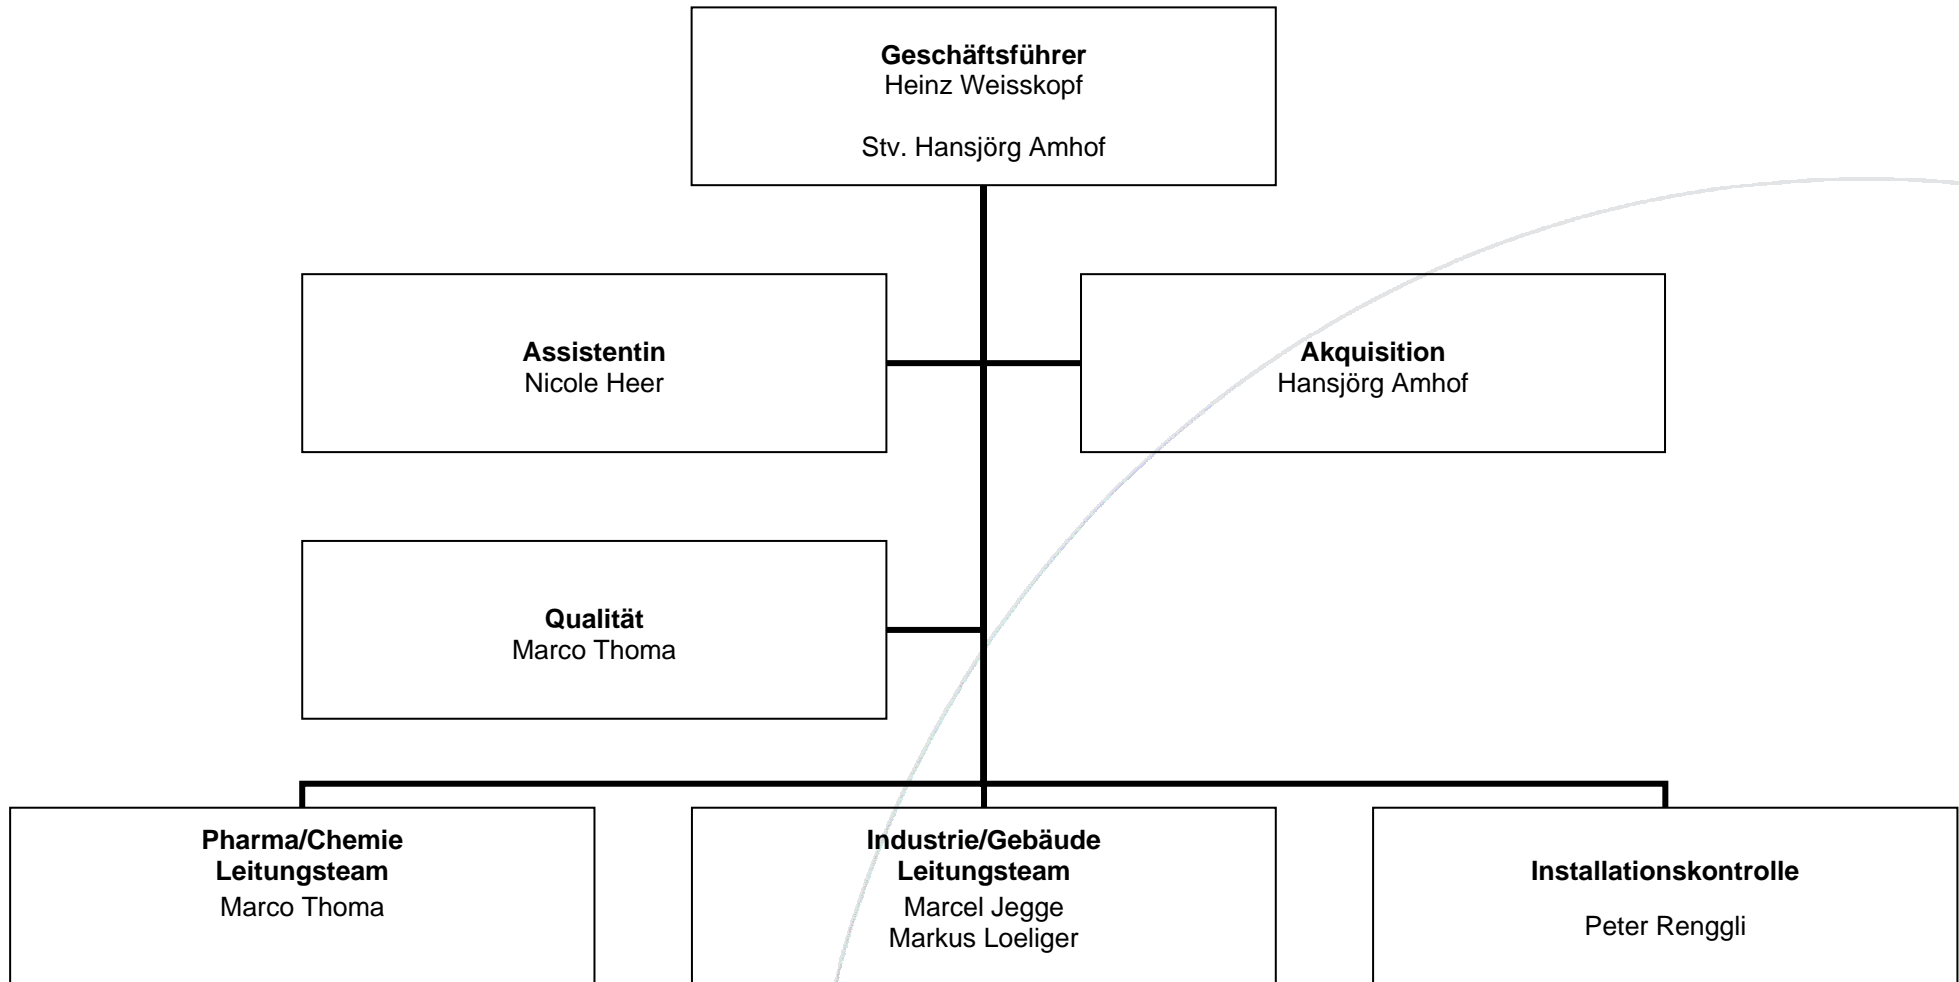 Geschäftsführer
Heinz Weisskopf
Stv. Hansjörg Amhof
Assistentin
Nicole Heer
Akquisition
Hansjörg Amhof
Qualität
Marco Thoma
Pharma/Chemie
Leitungsteam
Marco Thoma
Industrie/Gebäude
Leitungsteam
Marcel Jegge
Markus Loeliger
Installationskontrolle
Peter Renggli